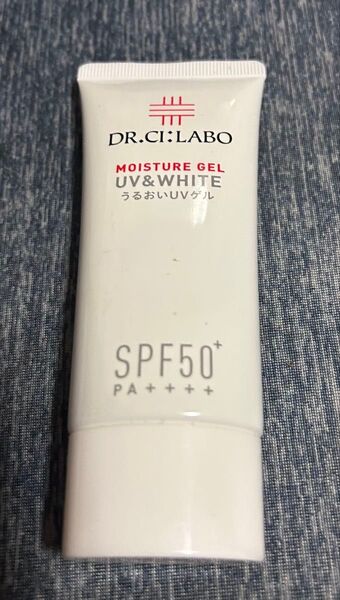 DR.CI:LABO
MOISTURE GEL
UV&WHITE
うるおいUVゲル
SPF50+
PA++++